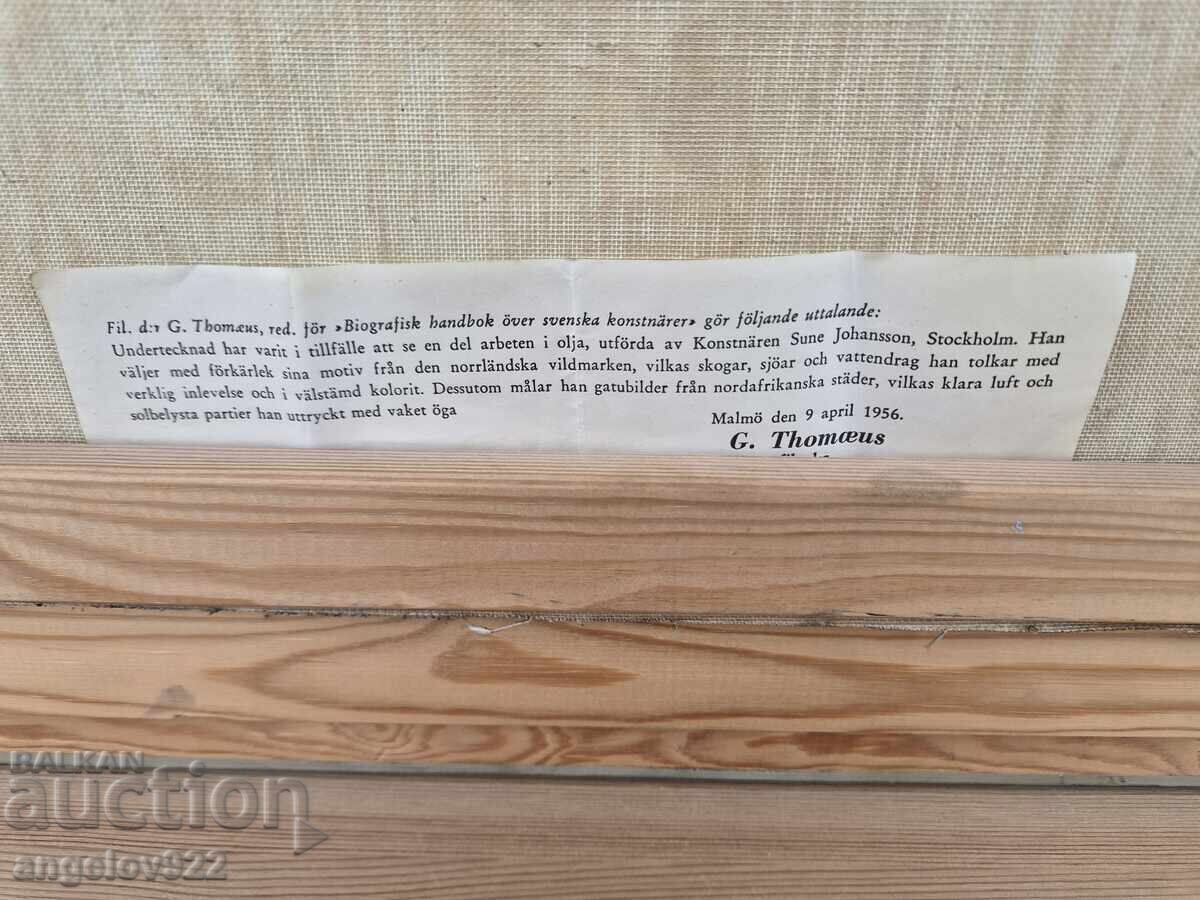 Fil. d:r G. Thomæus, red. för »Biografisk handbok över svenska konstnärer» gör följande uttalande:
Undertecknad har varit i tillfälle att se en del arbeten i olja, utförda av Konstnären Sune Johansson, Stockholm. Han
väljer med förkärlek sina motiv från den norrländska vildmarken, vilkas skogar, sjöar och vattendrag han tolkar med
verklig inlevelse och i välstämd kolorit. Dessutom målar han gatubilder från nordafrikanska städer, vilkas klara luft och
solbelysta partier han uttryckt med vaket öga
Malmö den 9 april 1956.
G. Thomæus
BALKAN
auction
angelov922